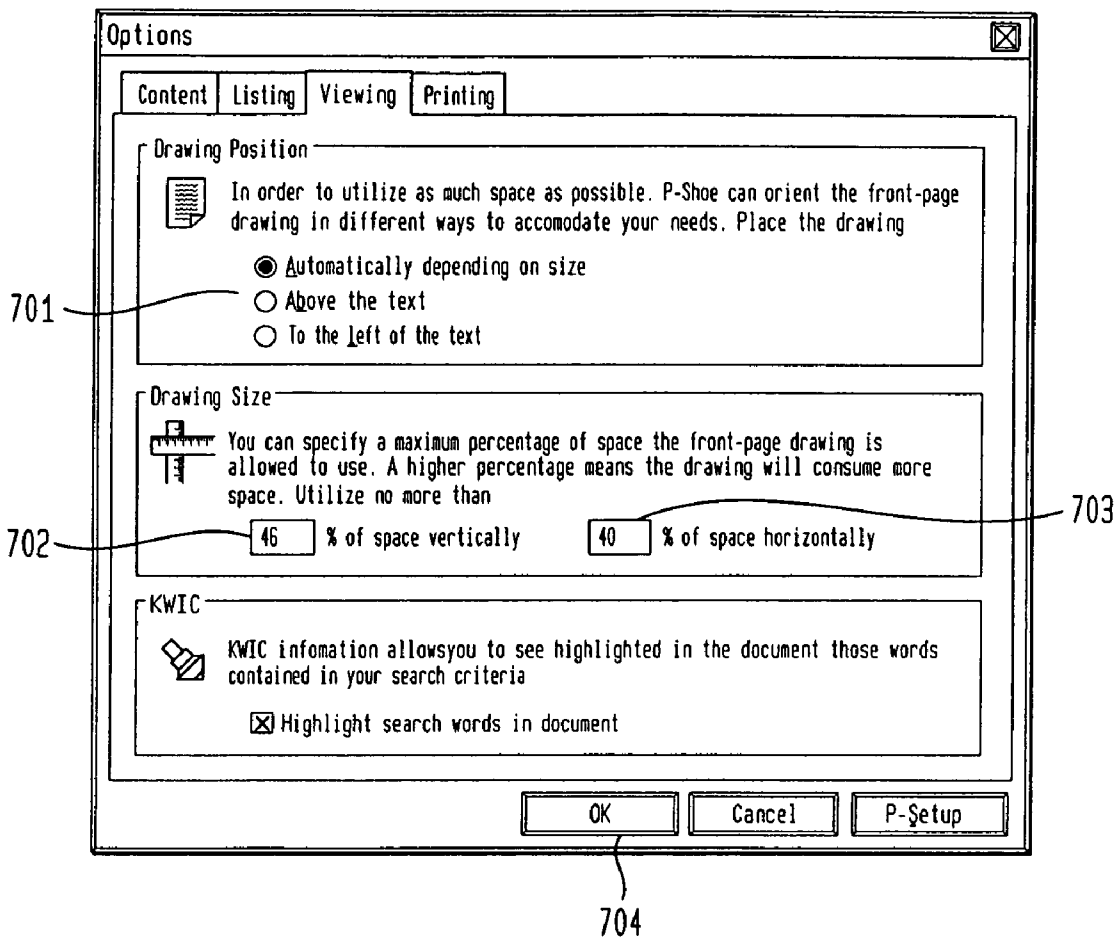 Options
Content Listing Viewing Printing
Drawing Position
In order to utilize as much space as possible. P-Shoe can orient the front-page
drawing in different ways to accomodate your needs. Place the drawing
Automatically depending on size
701
Above the text
To the left of the text
Drawing Size
You can specify a maximum percentage of space the front-page drawing is
allowed to use. A higher percentage means the drawing will consume more
space. Utilize no more than
703
702 46 % of space vertically 40 % of space horizontally
KWIC
KWIC infomation allowsyou to see highlighted in the document those words
contained in your search criteria
Highlight search words in document
OK Cancel P-Setup
704